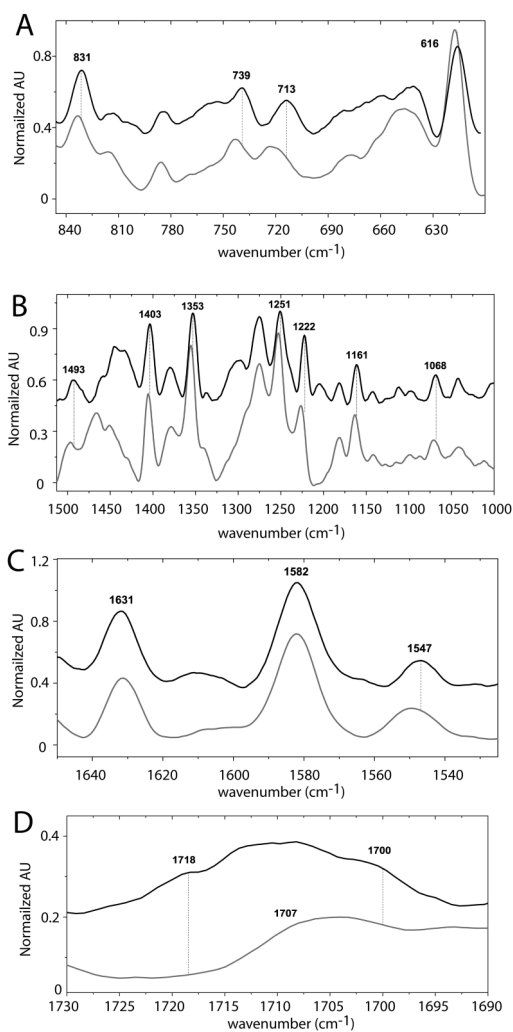 A
831
739
713
616
Normailzed AU
0.8
0.4
0
840 810 780 750 720 690 660 630
wavenumber (cm-1)
B
1493
1403
1353
1251
1222
1161
1068
Normailzed AU
0.9
0.6
0.3
0
1500 1450 1400 1350 1300 1250 1200 1150 1100 1050 1000
wavenumber (cm-1)
C
1631
1582
1547
Normailzed AU
1.2
0.8
0.4
0
1640 1620 1600 1580 1560 1540
wavenumber (cm-1)
D
1718
1707
1700
Normailzed AU
0.4
0.2
0
1730 1725 1720 1715 1710 1705 1700 1695 1690
wavenumber (cm-1)